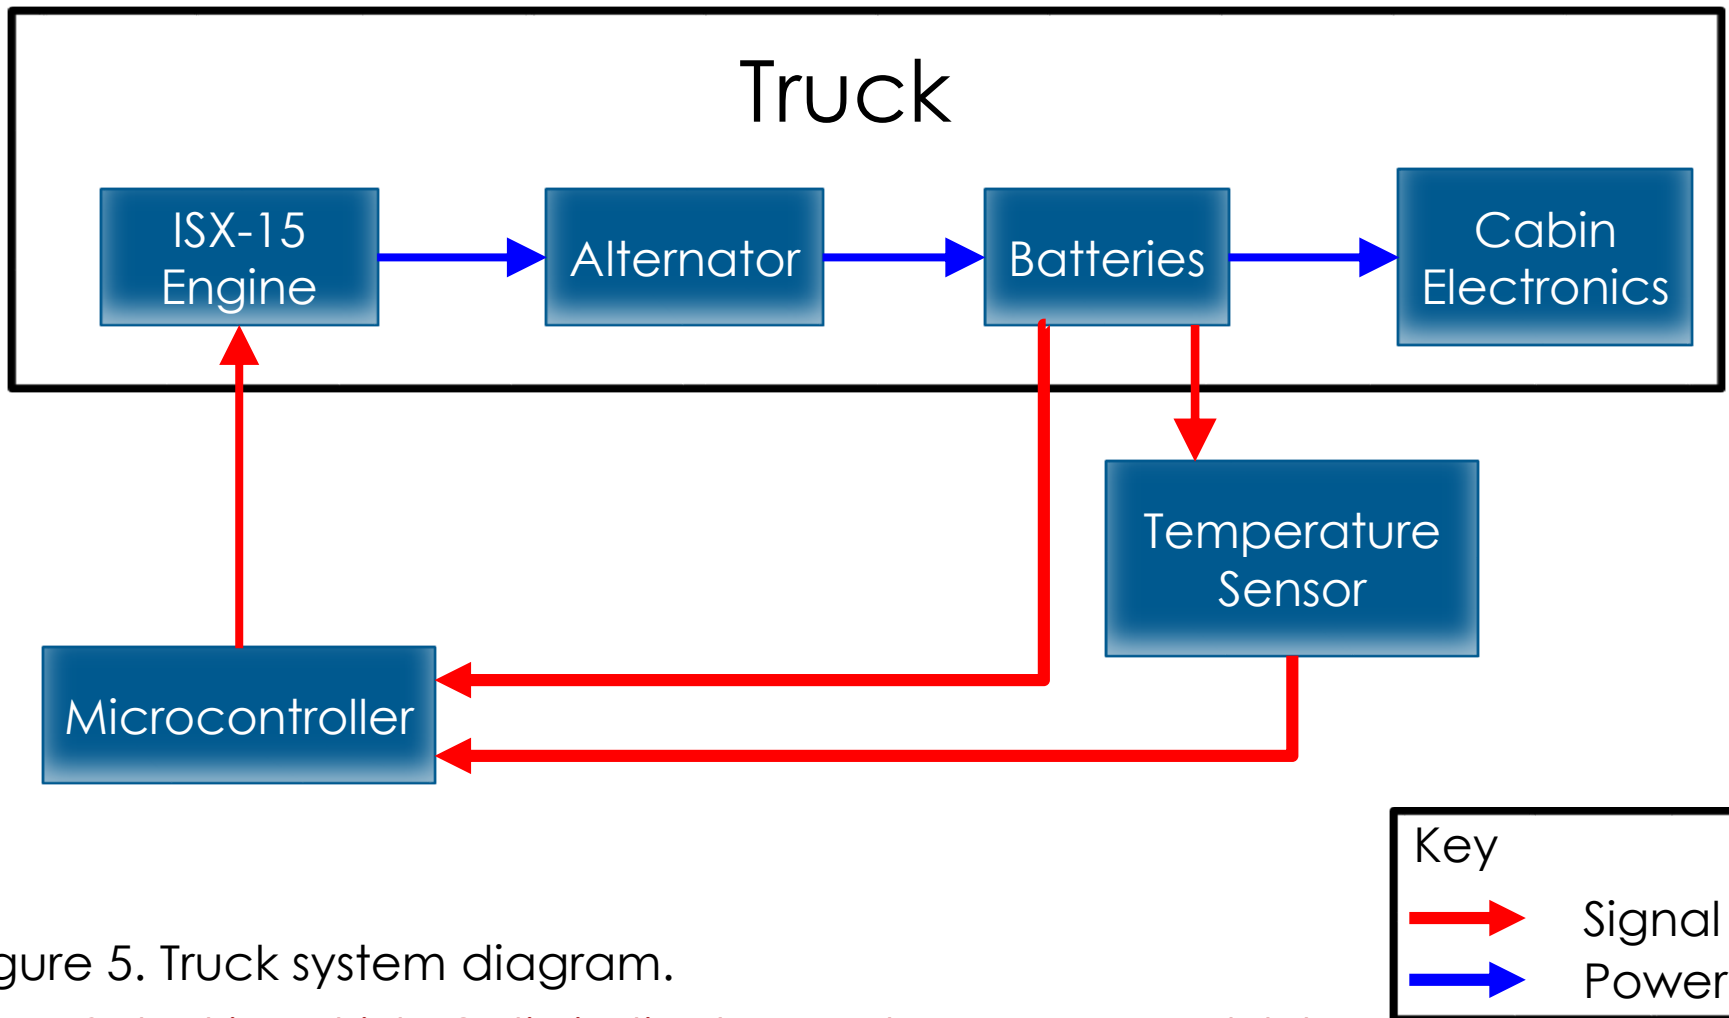 Truck
ISX-15
Engine
Alternator
Batteries
Cabin
Electronics
Temperature
Sensor
Microcontroller
Key
Signal
Power
gure 5. Truck system diagram.